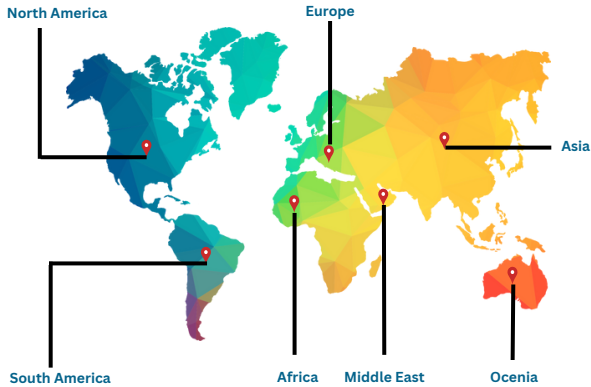 North America
Europe
Asia
South America
Africa
Middle East
Ocenia